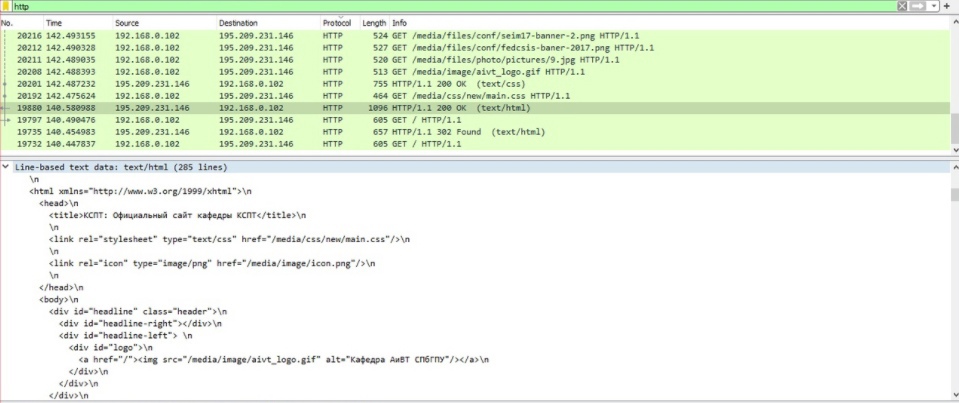 http
No. Time Source Destination Protocol Length Info
20216 142.493155 192.168.0.102 195.209.231.146 HTTP 524 GET /media/files/conf/seim17-banner-2.png HTTP/1.1
20212 142.490328 192.168.0.102 195.209.231.146 HTTP 527 GET /media/files/conf/fedcsis-baner-2017.png HTTP/1.1
20211 142.489035 192.168.0.102 195.209.231.146 HTTP 520 GET /media/files/photo/pictures/9.jpg HTTP/1.1
20208 142.488393 192.168.0.102 195.209.231.146 HTTP 513 GET /media/image/aivt_logo.gif HTTP/1.1
20201 142.487232 195.209.231.146 192.168.0.102 HTTP 755 HTTP/1.1 200 OK (text/css)
20192 142.475624 192.168.0.102 195.209.231.146 HTTP 464 GET /media/css/new/main.css HTTP/1.1
19880 140.580988 195.209.231.146 192.168.0.102 HTTP 1096 HTTP/1.1 200 OK (text/html)
19797 140.490476 192.168.0.102 195.209.231.146 HTTP 605 GET / HTTP/1.1
19735 140.454983 195.209.231.146 192.168.0.102 HTTP 657 HTTP/1.1 302 Found (text/html)
19732 140.447837 192.168.0.102 195.209.231.146 HTTP 605 GET / HTTP/1.1
Line-based text data: text/html (285 lines)
\n
<html xmlns="http://www.w3.org/1999/xhtml">\n
<head>\n
<title>КСПТ: Официальный сайт кафедры КСПТ</title>\n
\n
<link rel="stylesheet" type="text/css" href="/media/css/new/main.css"/>\n
\n
<link rel="icon" type="image/png" href="/media/image/icon.png"/>\n
\n
</head>\n
<body>\n
<div id="headline" class="header">\n
<div id="headline-right"></div>\n
<div id="headline-left"> \n
<div id="logo">\n
<a href="/"><img src="/media/image/aivt_logo.gif" alt="Кафедра АиВТ СПбГПУ"/></a>\n
</div>\n
</div>\n
</div>\n